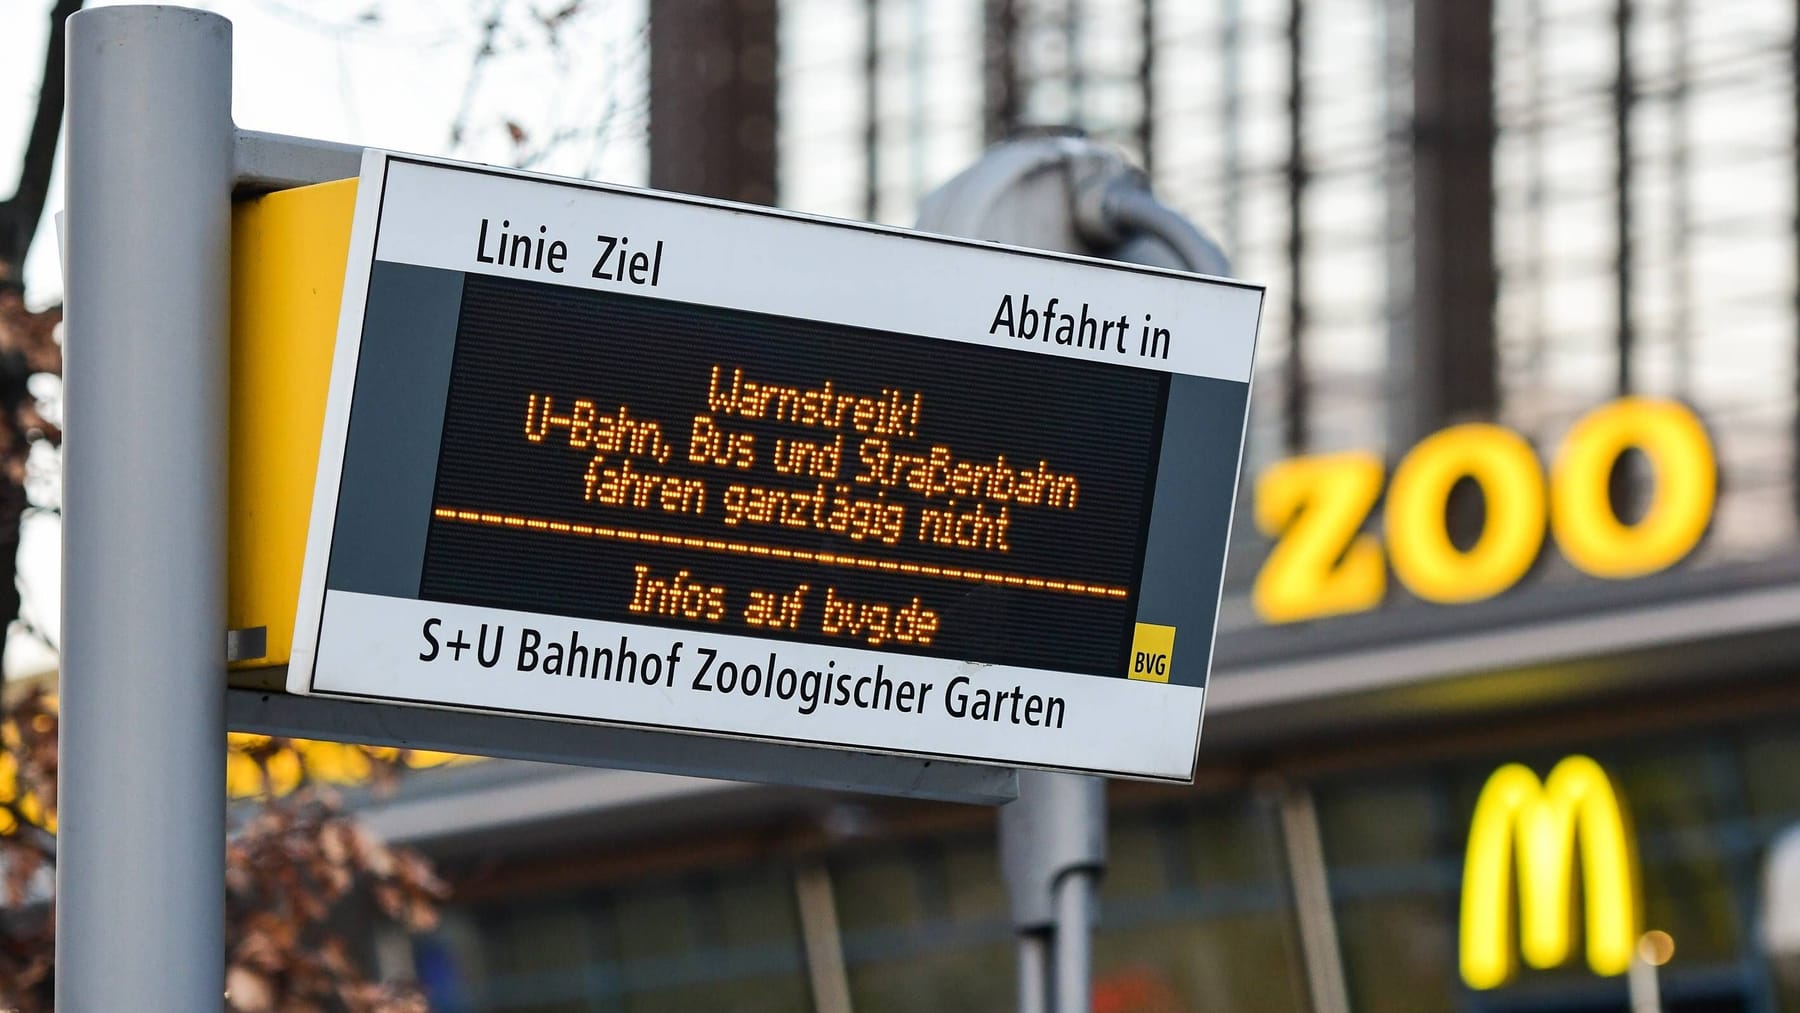 Linie Ziel
Abfahrt in
Warnstreik!
U-Bahn, Bus und Straßenbahn
fahren ganztägig nicht
Infos auf bvg.de
BVG
S+U Bahnhof Zoologischer Garten
ZOO
M